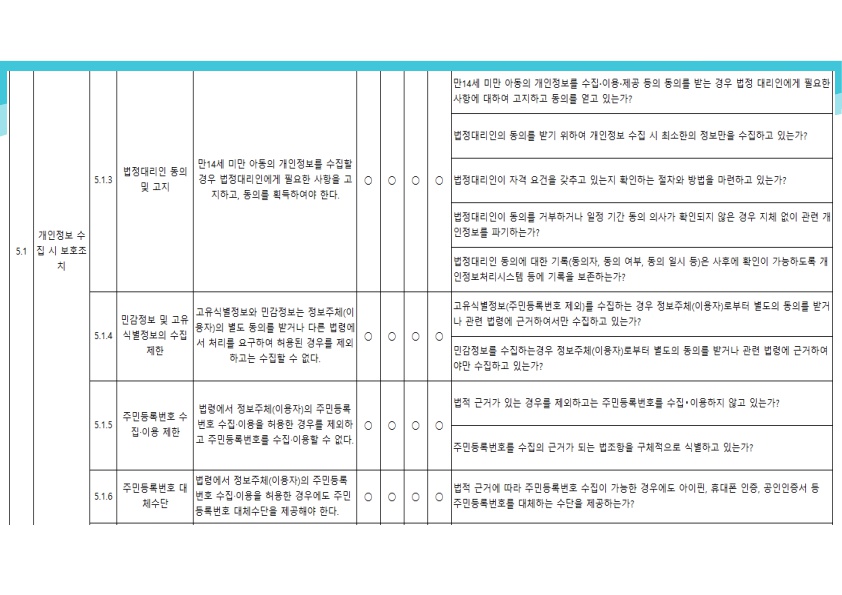 5.1
개인정보 수
집 시 보호조
치
5.1.3
법정대리인 동의
및 고지
만14세 미만 아동의 개인정보를 수집할
경우 법정대리인에게 필요한 사항을 고
지하고, 동의를 획득하여야 한다.
○ ○ ○ ○
만14세 미만 아동의 개인정보를 수집·이용·제공 등의 동의를 받는 경우 법정 대리인에게 필요한
사항에 대하여 고지하고 동의를 얻고 있는가?
법정대리인의 동의를 받기 위하여 개인정보 수집 시 최소한의 정보만을 수집하고 있는가?
법정대리인이 자격 요건을 갖추고 있는지 확인하는 절차와 방법을 마련하고 있는가?
법정대리인이 동의를 거부하거나 일정 기간 동의 의사가 확인되지 않은 경우 지체 없이 관련 개
인정보를 파기하는가?
법정대리인 동의에 대한 기록(동의자, 동의 여부, 동의 일시 등)은 사후에 확인이 가능하도록 개
인정보처리시스템 등에 기록을 보존하는가?
5.1.4
민감정보 및 고유
식별정보의 수집
제한
고유식별정보와 민감정보는 정보주체(이
용자)의 별도 동의를 받거나 다른 법령에
서 처리를 요구하여 허용된 경우를 제외
하고는 수집할 수 없다.
○ ○ ○ ○
고유식별정보(주민등록번호 제외)를 수집하는 경우 정보주체(이용자)로부터 별도의 동의를 받거
나 관련 법령에 근거하여서만 수집하고 있는가?
민감정보를 수집하는경우 정보주체(이용자)로부터 별도의 동의를 받거나 관련 법령에 근거하여
야만 수집하고 있는가?
5.1.5
주민등록번호 수
집·이용 제한
법령에서 정보주체(이용자)의 주민등록
번호 수집·이용을 허용한 경우를 제외하
고 주민등록번호를 수집·이용할 수 없다.
○ ○ ○ ○
법적 근거가 있는 경우를 제외하고는 주민등록번호를 수집·이용하지 않고 있는가?
주민등록번호를 수집의 근거가 되는 법조항을 구체적으로 식별하고 있는가?
5.1.6
주민등록번호 대
체수단
법령에서 정보주체(이용자)의 주민등록
번호 수집·이용을 허용한 경우에도 주민
등록번호 대체수단을 제공해야 한다.
○ ○ ○ ○
법적 근거에 따라 주민등록번호 수집이 가능한 경우에도 아이핀, 휴대폰 인증, 공인인증서 등
주민등록번호를 대체하는 수단을 제공하는가?